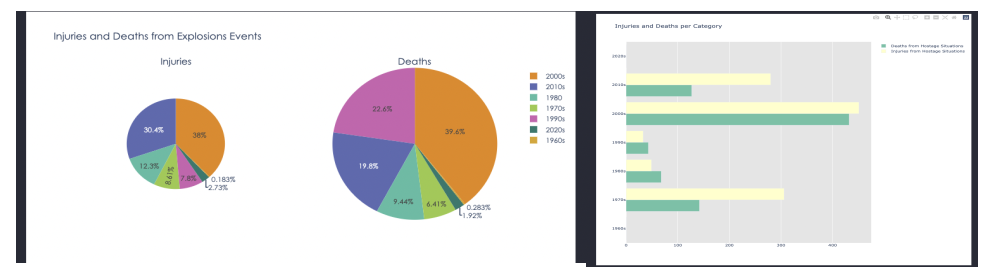 Injuries and Deaths from Explosions Events
Injuries
38%
30.4%
12.3%
8.61%
7.8%
0.183%
2.73%
Deaths
39.6%
22.6%
19.8%
9.44%
6.41%
0.283%
1.92%
2000s
2010s
1980
1970s
1990s
2020s
1960s
Injuries and Deaths per Category
Deaths from Hostage Situations
Injuries from Hostage Situations
2020s
2010s
2000s
1990s
1980s
1970s
1960s
0 100 200 300 400